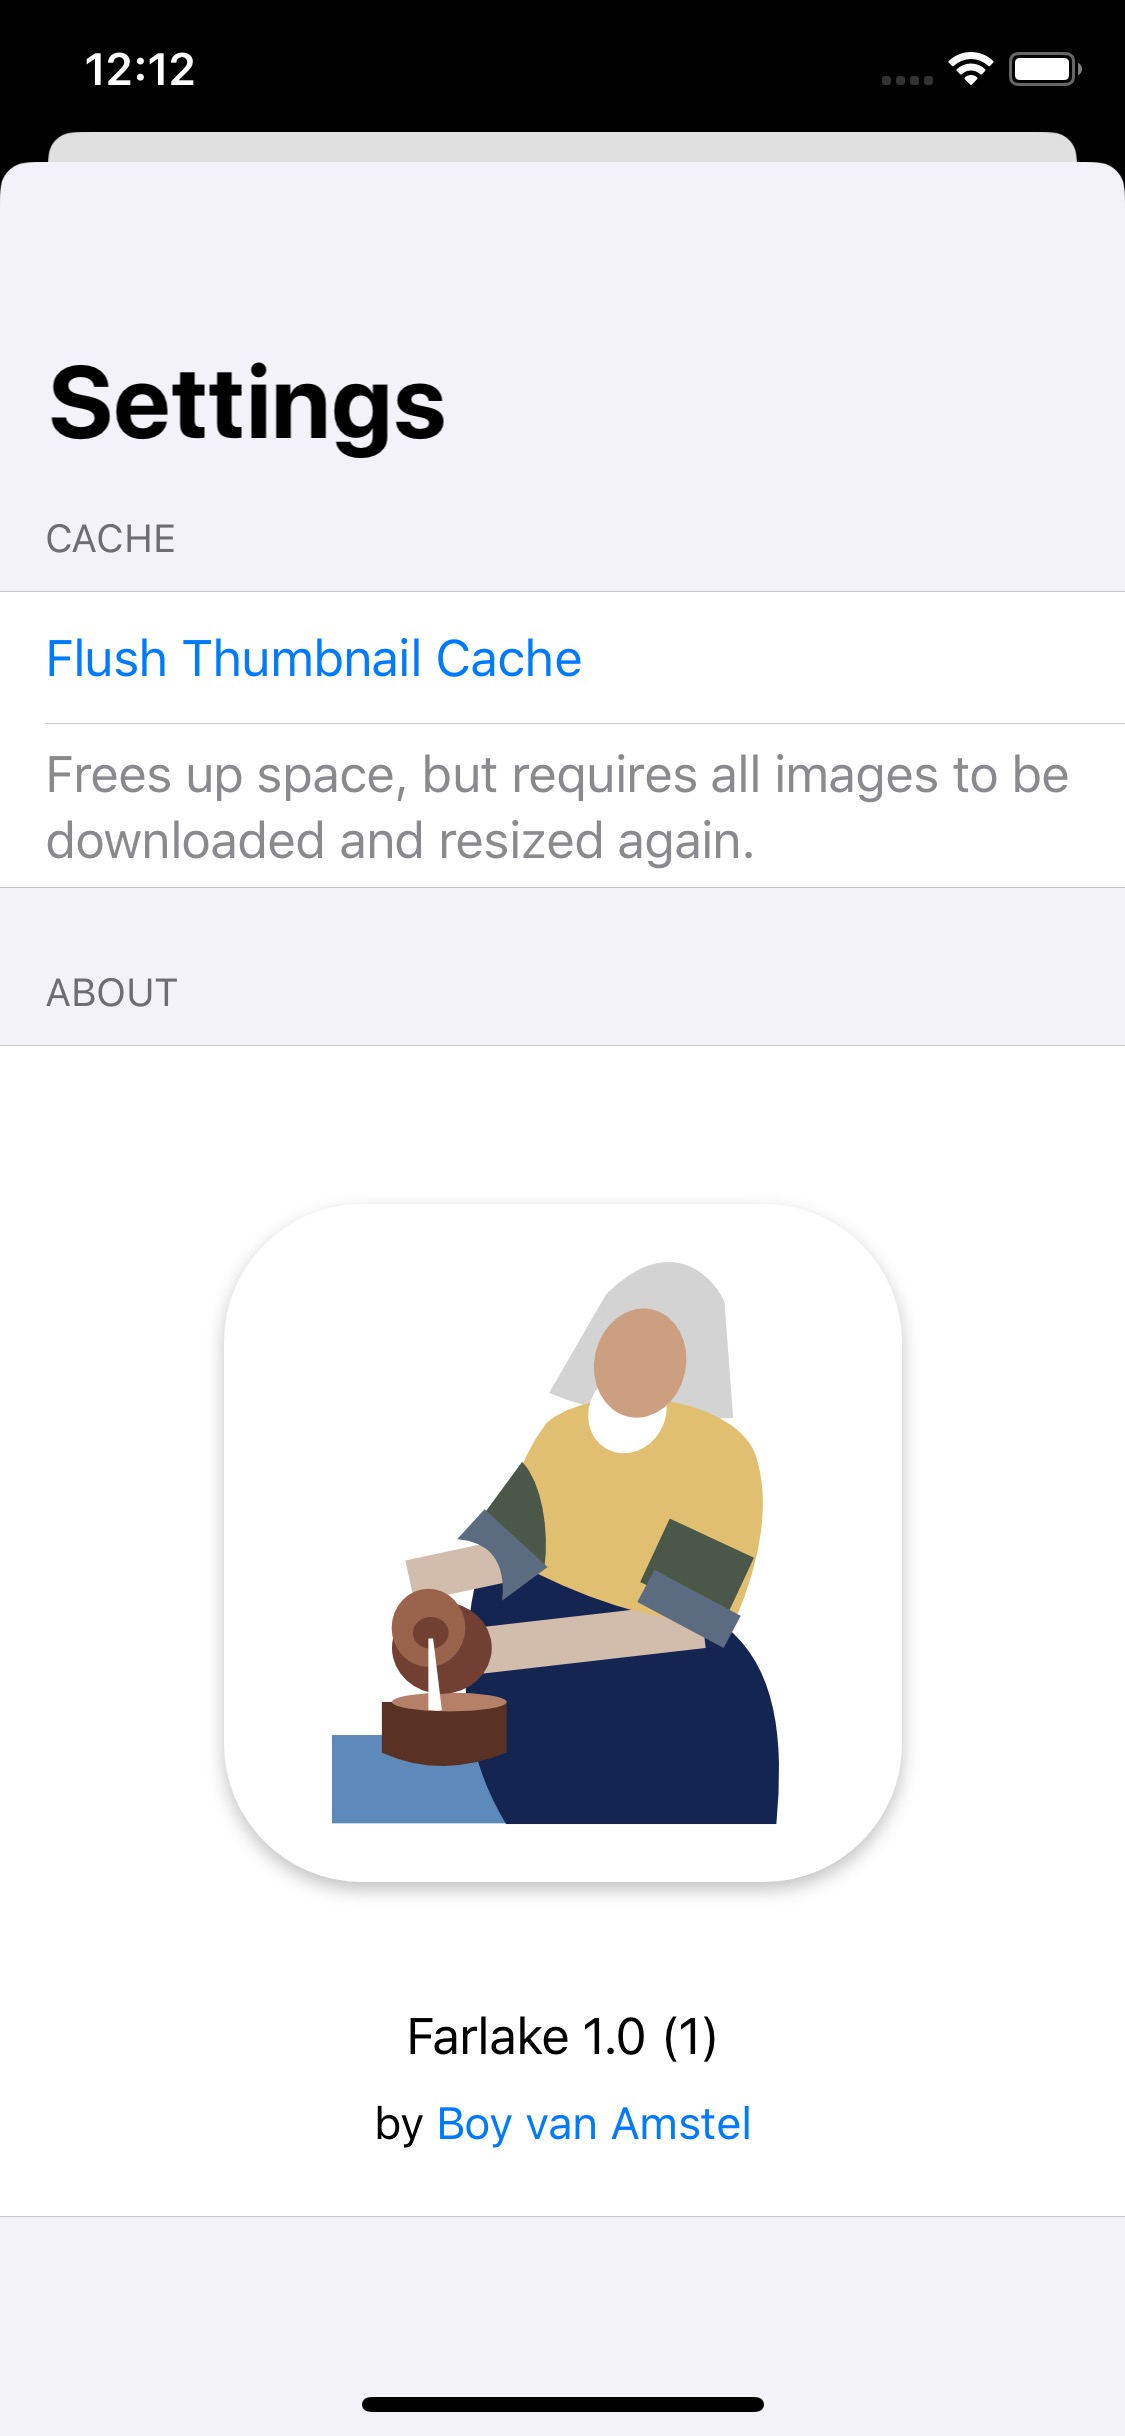 12:12
Settings
CACHE
Flush Thumbnail Cache
Frees up space, but requires all images to be
downloaded and resized again.
ABOUT
Farlake 1.0 (1)
by Boy van Amstel